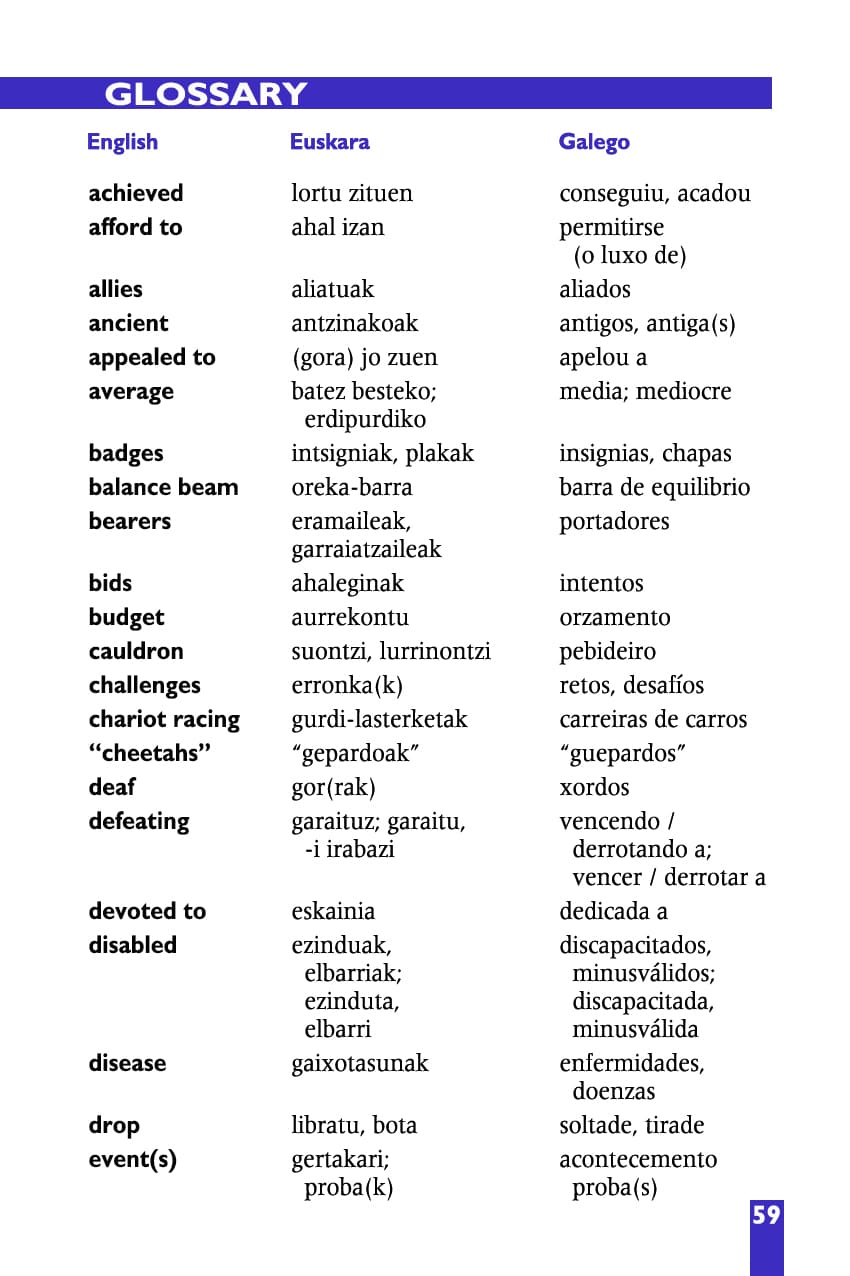 GLOSSARY
English Euskara Galego
achieved lortu zituen conseguiu, acadou
afford to ahal izan permitirse
(o luxo de)
allies aliatuak aliados
ancient antzinakoak antigos, antiga(s)
appealed to (gora) jo zuen apelou a
average batez besteko; media; mediocre
erdipurdiko
badges intsigniak, plakak insignias, chapas
balance beam oreka-barra barra de equilibrio
bearers eramaileak, portadores
garraiatzaileak
bids ahaleginak intentos
budget aurrekontu orzamento
cauldron suontzi, lurrinontzi pebideiro
challenges erronka(k) retos, desafíos
chariot racing gurdi-lasterketak carreiras de carros
“cheetahs” “gepardoak” “guepardos”
deaf gor(rak) xordos
defeating garaituz; garaitu, vencendo /
-i irabazi derrotando a;
vencer / derrotar a
devoted to eskainia dedicada a
disabled ezinduak, discapacitados,
elbarriak; minusválidos;
ezinduta, discapacitada,
elbarri minusválida
disease gaixotasunak enfermidades,
doenzas
drop libratu, bota soltade, tirade
event(s) gertakari; acontecemento
proba(k) proba(s)
59